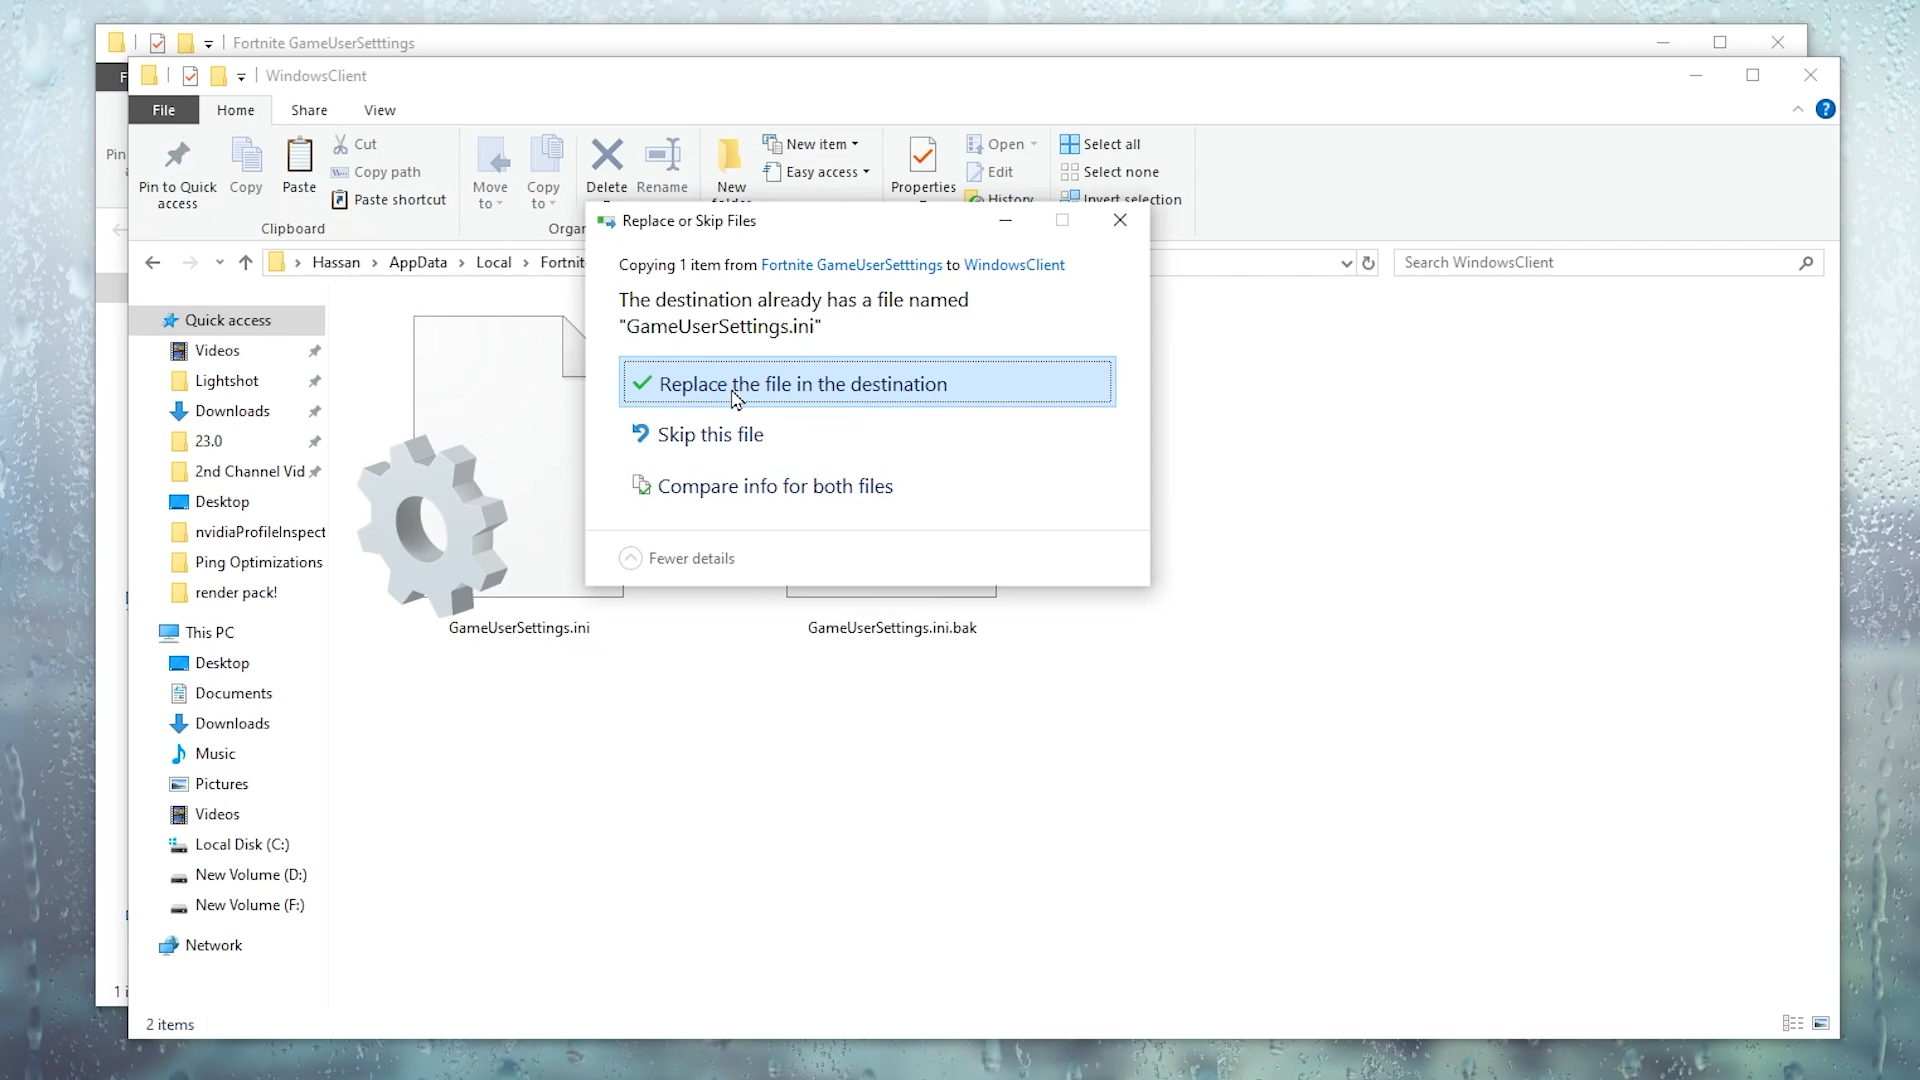 Fortnite GameUserSetttings
WindowsClient
File
Home
Share
View
Pin to Quick
access
Copy
Paste
Cut
Copy path
Paste shortcut
Clipboard
Move
to
Copy
to
Delete
Rename
New
New item
Easy access
Properties
Open
Edit
History
Select all
Select none
Invert selection
Hassan > AppData > Local >
Search WindowsClient
Replace or Skip Files
Copying 1 item from Fortnite GameUserSetttings to WindowsClient
The destination already has a file named
"GameUserSettings.ini"
Replace the file in the destination
Skip this file
Compare info for both files
Fewer details
Quick access
Videos
Lightshot
Downloads
23.0
2nd Channel Vid
Desktop
nvidiaProfileInspect
Ping Optimizations
render pack!
This PC
Desktop
Documents
Downloads
Music
Pictures
Videos
Local Disk (C:)
New Volume (D:)
New Volume (F:)
Network
GameUserSettings.ini
GameUserSettings.ini.bak
2 items